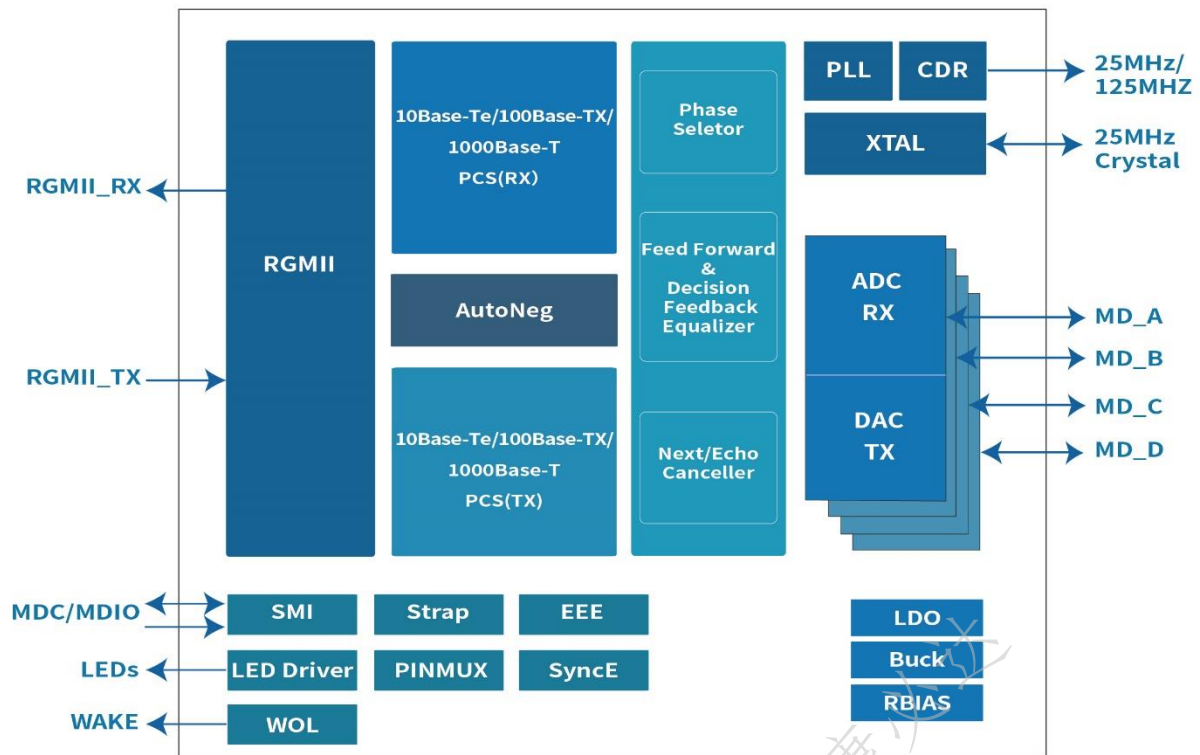 PLL
CDR
25MHz/
125MHZ
10Base-Te/100Base-TX/
1000Base-T
PCS(RX)
Phase
Seletor
XTAL
25MHz
Crystal
RGMII_RX
RGMII
Feed Forward
&
Decision
Feedback
Equalizer
ADC
RX
AutoNeg
MD_A
MD_B
RGMII_TX
MD_C
DAC
TX
MD_D
10Base-Te/100Base-TX/
1000Base-T
PCS(TX)
Next/Echo
Canceller
MDC/MDIO
SMI
Strap
EEE
LDO
LEDs
LED Driver
PINMUX
SyncE
Buck
WAKE
WOL
RBIAS